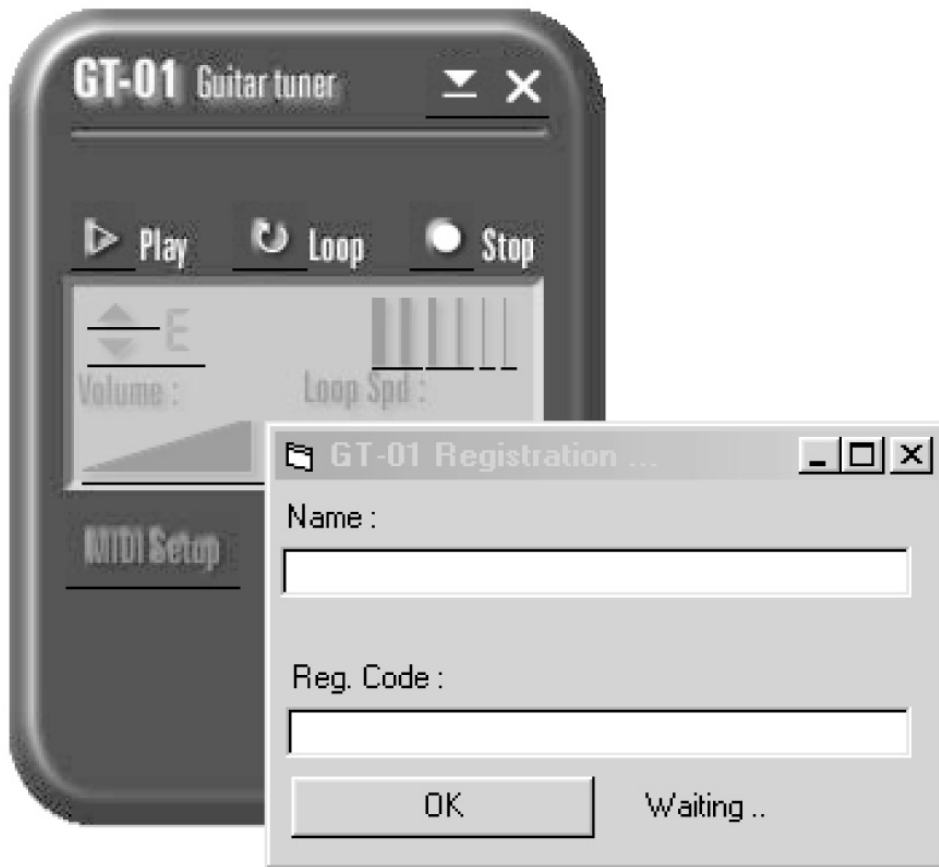 GT-01 Guitar tuner
Play Loop Stop
E
Volume : Loop Spd :
MIDI Setup
GT-01 Registration ...
Name :
Reg. Code :
OK Waiting ..